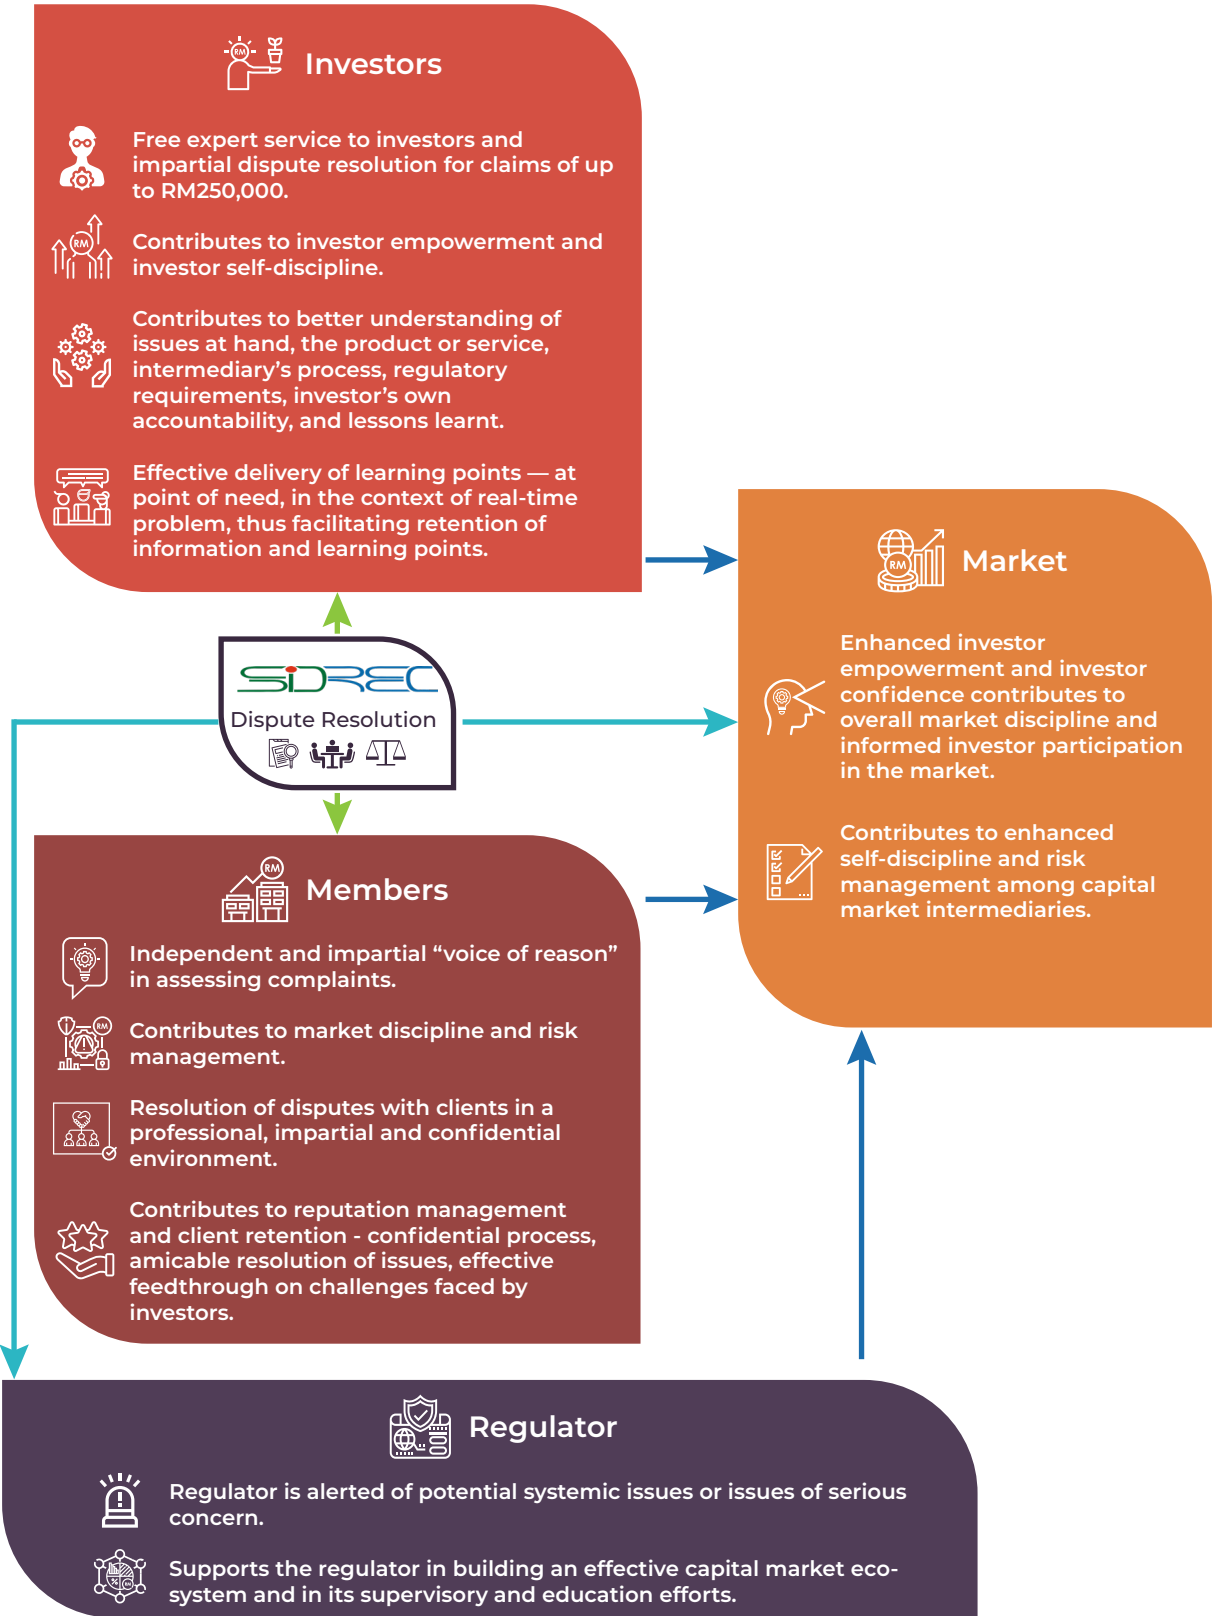 Investors
Free expert service to investors and
impartial dispute resolution for claims of up
to RM250,000.
RM
Contributes to investor empowerment and
investor self-discipline.
Contributes to better understanding of
issues at hand, the product or service,
intermediary’s process, regulatory
requirements, investor’s own
accountability, and lessons learnt.
Effective delivery of learning points — at
point of need, in the context of real-time
problem, thus facilitating retention of
information and learning points.
SIDREC
Dispute Resolution
RM
Market
Enhanced investor
empowerment and investor
confidence contributes to
overall market discipline and
informed investor participation
in the market.
Contributes to enhanced
self-discipline and risk
management among capital
market intermediaries.
RM
Members
Independent and impartial “voice of reason”
in assessing complaints.
RM
Contributes to market discipline and risk
management.
Resolution of disputes with clients in a
professional, impartial and confidential
environment.
Contributes to reputation management
and client retention - confidential process,
amicable resolution of issues, effective
feedthrough on challenges faced by
investors.
Regulator
Regulator is alerted of potential systemic issues or issues of serious
concern.
Supports the regulator in building an effective capital market eco-
system and in its supervisory and education efforts.